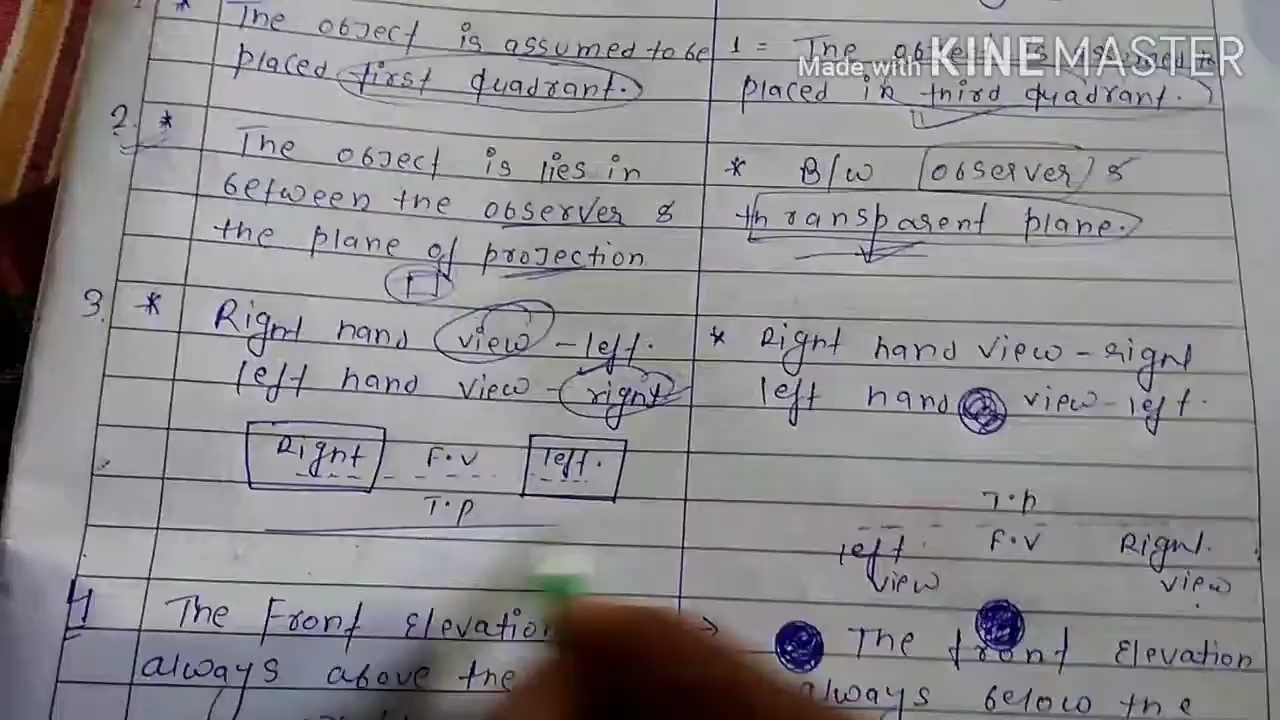 Made with KINEMASTER
* The object is assumed to be
placed first quadrant.
1 = The object is
placed in third quadrant.
2. * The object is lies in
between the observer &
the plane of projection
* B/W observer &
thransparent plane.
3. * Right hand view - left.
left hand view - right
* Right hand view - right
left hand view - left.
Right F.V left.
T.P
T.P
left F.V Right.
view view
4 The Front Elevation
always above the
→ The front Elevation
always below the